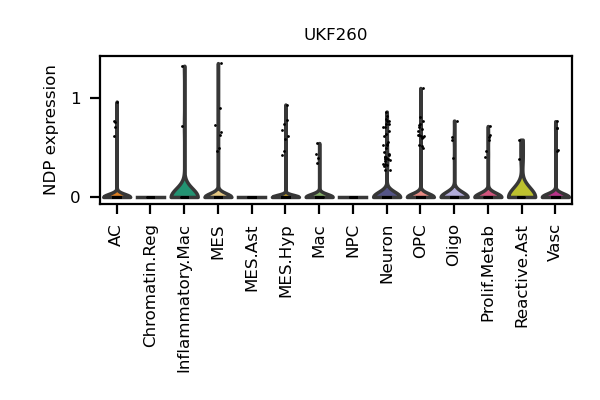 UKF260
NDP expression
1
0
AC
Chromatin.Reg
Inflammatory.Mac
MES
MES.Ast
MES.Hyp
Mac
NPC
Neuron
OPC
Oligo
Prolif.Metab
Reactive.Ast
Vasc